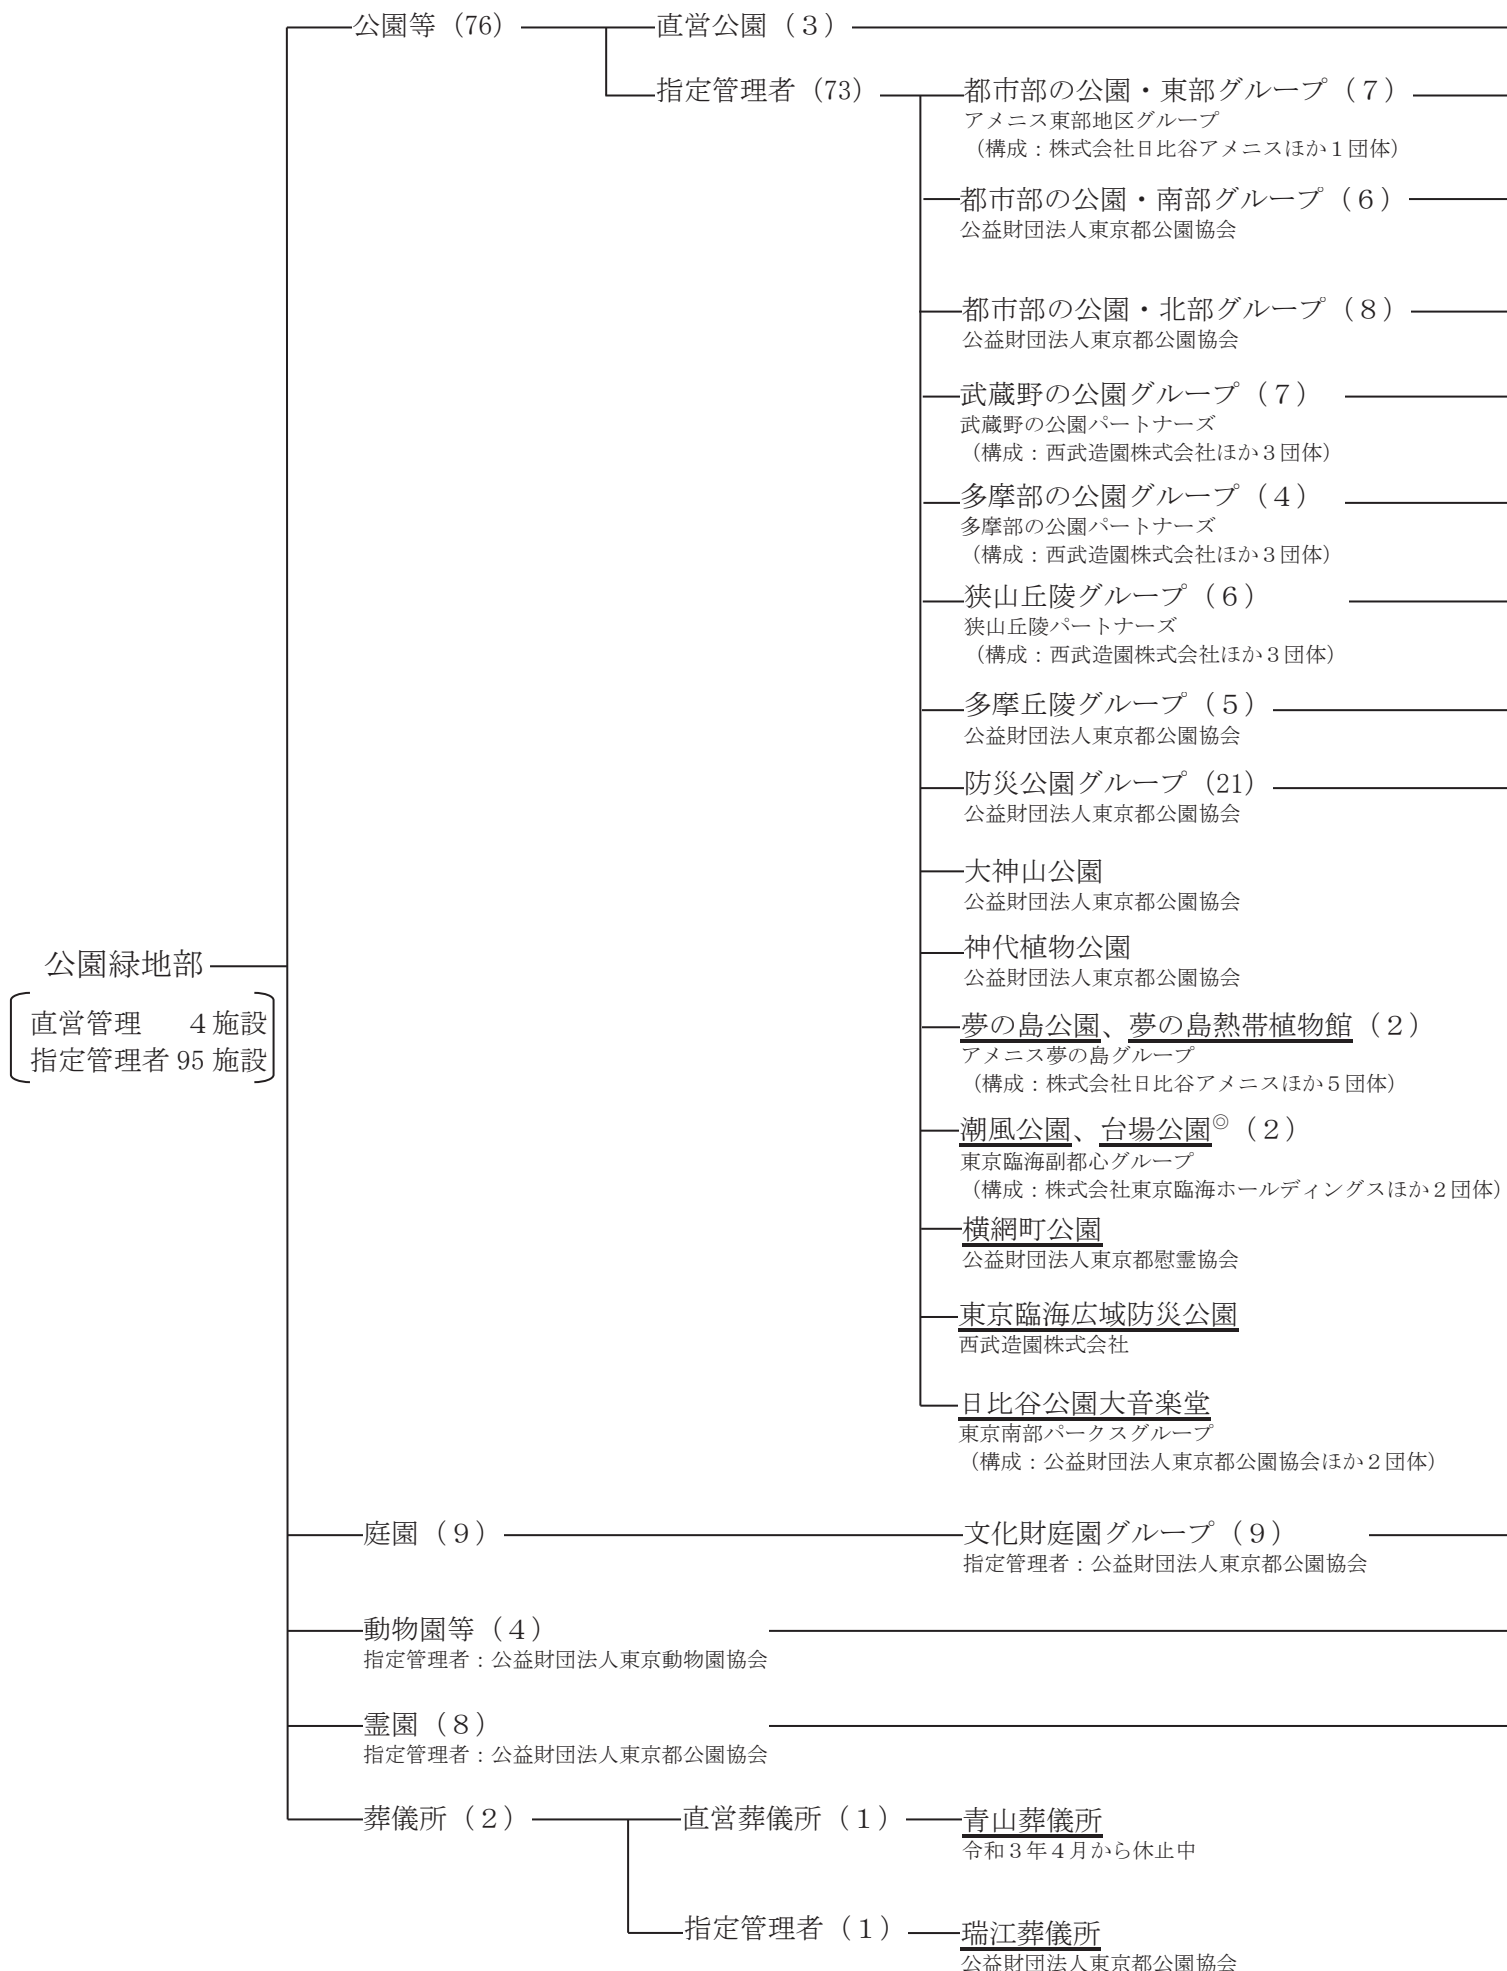 公園等（76）
直営公園（３）
指定管理者（73）
都市部の公園・東部グループ（７）
アメニス東部地区グループ
（構成：株式会社日比谷アメニスほか１団体）
都市部の公園・南部グループ（６）
公益財団法人東京都公園協会
都市部の公園・北部グループ（８）
公益財団法人東京都公園協会
武蔵野の公園グループ（７）
武蔵野の公園パートナーズ
（構成：西武造園株式会社ほか３団体）
多摩部の公園グループ（４）
多摩部の公園パートナーズ
（構成：西武造園株式会社ほか３団体）
狭山丘陵グループ（６）
狭山丘陵パートナーズ
（構成：西武造園株式会社ほか３団体）
多摩丘陵グループ（５）
公益財団法人東京都公園協会
防災公園グループ（21）
公益財団法人東京都公園協会
大神山公園
公益財団法人東京都公園協会
神代植物公園
公益財団法人東京都公園協会
公園緑地部
直営管理　４施設
指定管理者 95 施設
夢の島公園、夢の島熱帯植物館（２）
アメニス夢の島グループ
（構成：株式会社日比谷アメニスほか５団体）
潮風公園、台場公園◎（２）
東京臨海副都心グループ
（構成：株式会社東京臨海ホールディングスほか２団体）
横網町公園
公益財団法人東京都慰霊協会
東京臨海広域防災公園
西武造園株式会社
日比谷公園大音楽堂
東京南部パークスグループ
（構成：公益財団法人東京都公園協会ほか２団体）
庭園（９）
文化財庭園グループ（９）
指定管理者：公益財団法人東京都公園協会
動物園等（４）
指定管理者：公益財団法人東京動物園協会
霊園（８）
指定管理者：公益財団法人東京都公園協会
葬儀所（２）
直営葬儀所（１）
青山葬儀所
令和３年４月から休止中
指定管理者（１）
瑞江葬儀所
公益財団法人東京都公園協会